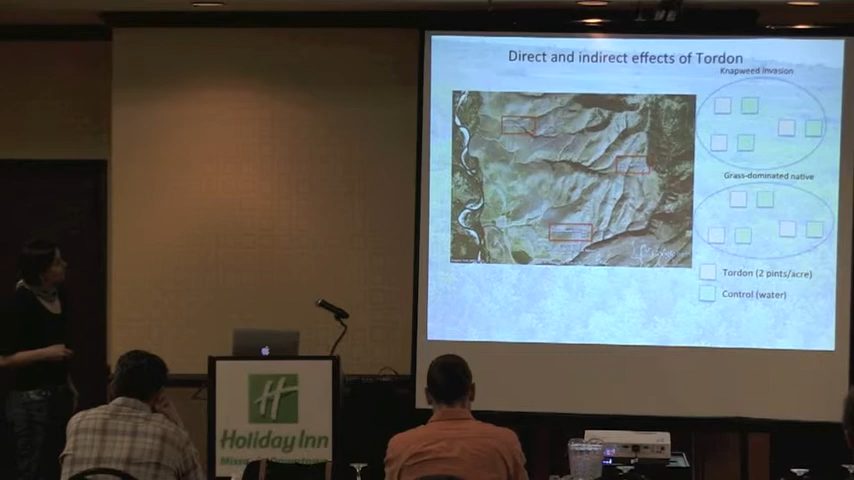 Direct and indirect effects of Tordon
Knapweed invasion
Grass-dominated native
Tordon (2 pints/acre)
Control (water)
H
Holiday Inn